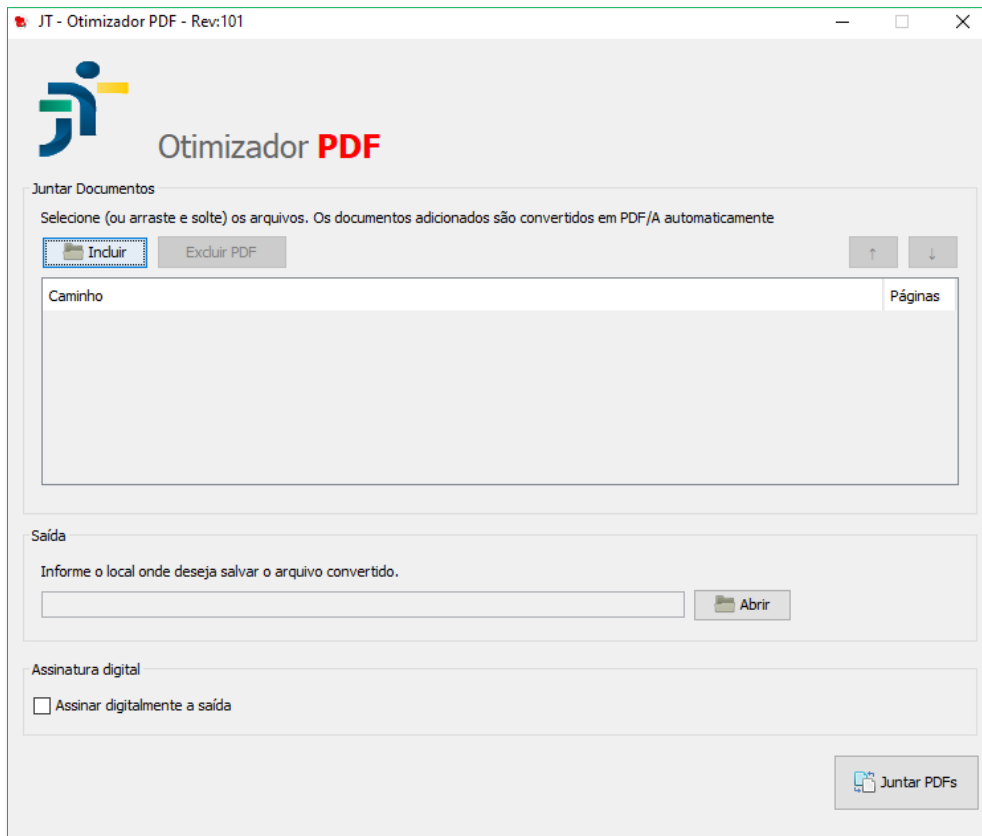 JT - Otimizador PDF - Rev:101
Otimizador PDF
Juntar Documentos
Selecione (ou arraste e solte) os arquivos. Os documentos adicionados são convertidos em PDF/A automaticamente
Incluir Excluir PDF ↑ ↓
Caminho Páginas
Saída
Informe o local onde deseja salvar o arquivo convertido.
Abrir
Assinatura digital
Assinar digitalmente a saída
Juntar PDFs